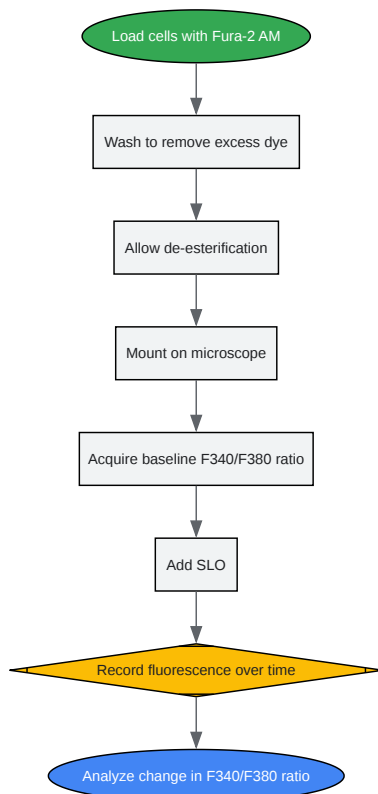 Load cells with Fura-2 AM
Wash to remove excess dye
Allow de-esterification
Mount on microscope
Acquire baseline F340/F380 ratio
Add SLO
Record fluorescence over time
Analyze change in F340/F380 ratio